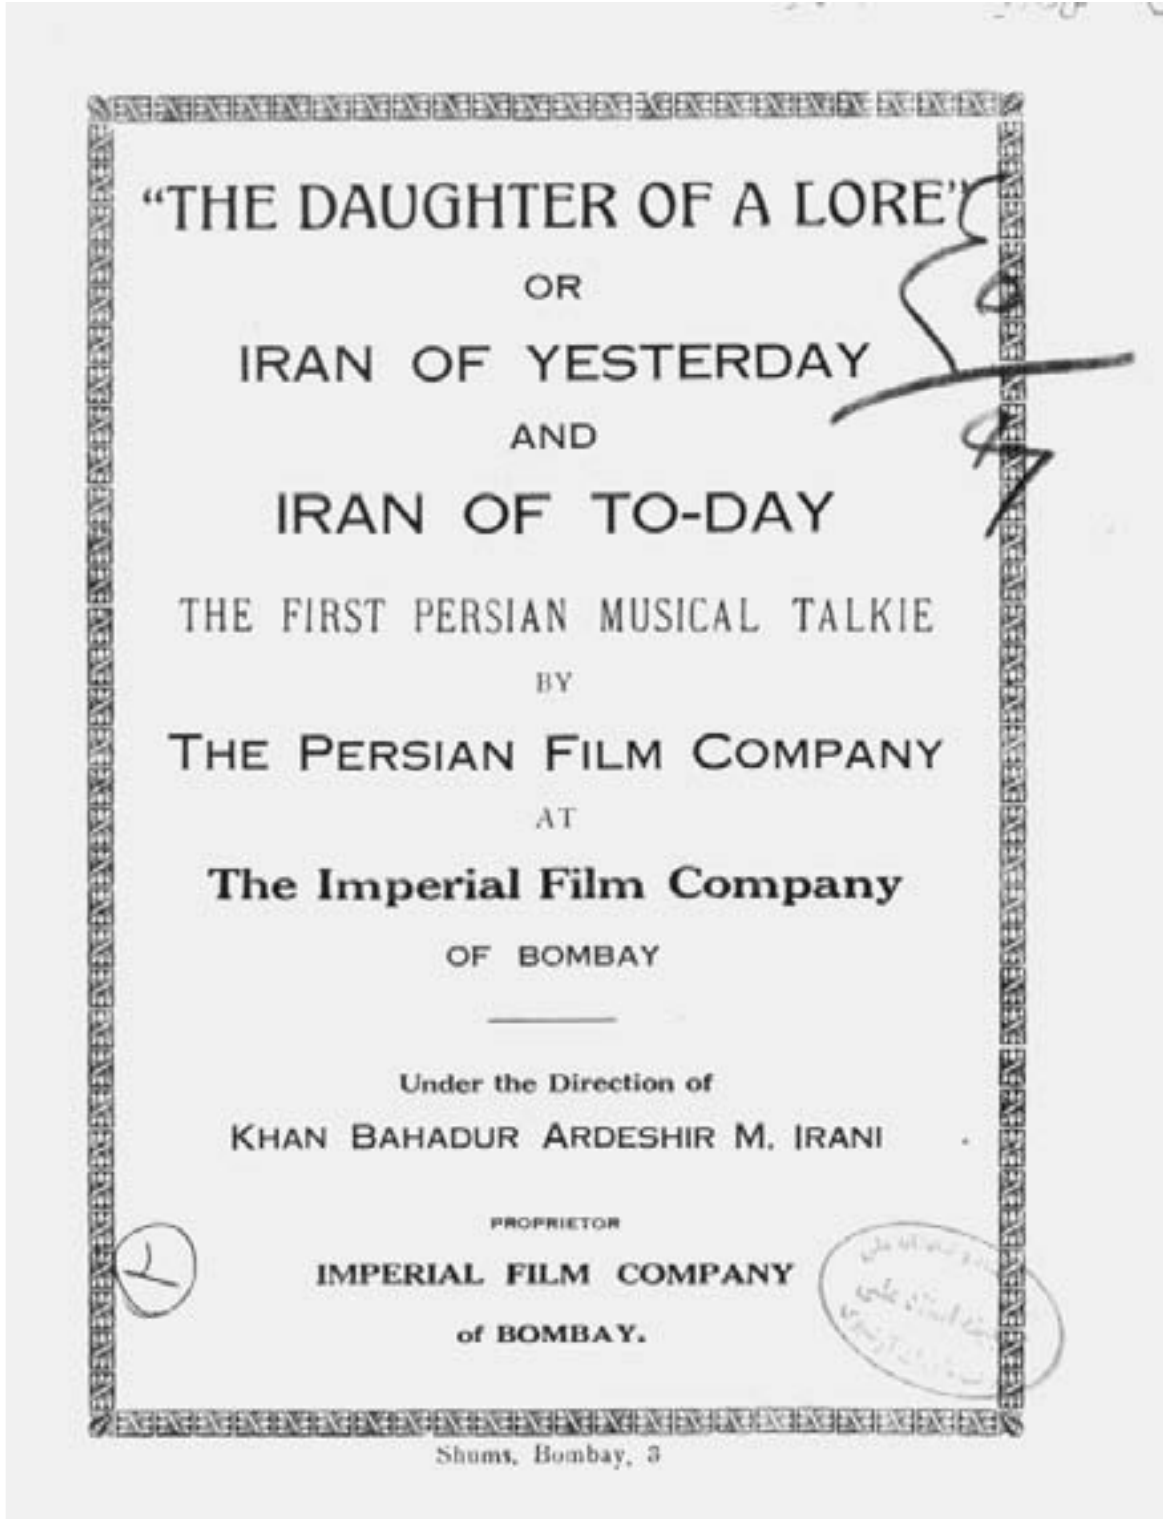 "THE DAUGHTER OF A LORE"
OR
IRAN OF YESTERDAY
AND
IRAN OF TO-DAY
THE FIRST PERSIAN MUSICAL TALKIE
BY
THE PERSIAN FILM COMPANY
AT
The Imperial Film Company
OF BOMBAY
Under the Direction of
KHAN BAHADUR ARDESHIR M. IRANI
PROPRIETOR
IMPERIAL FILM COMPANY
of BOMBAY.
Shums, Bombay, 3